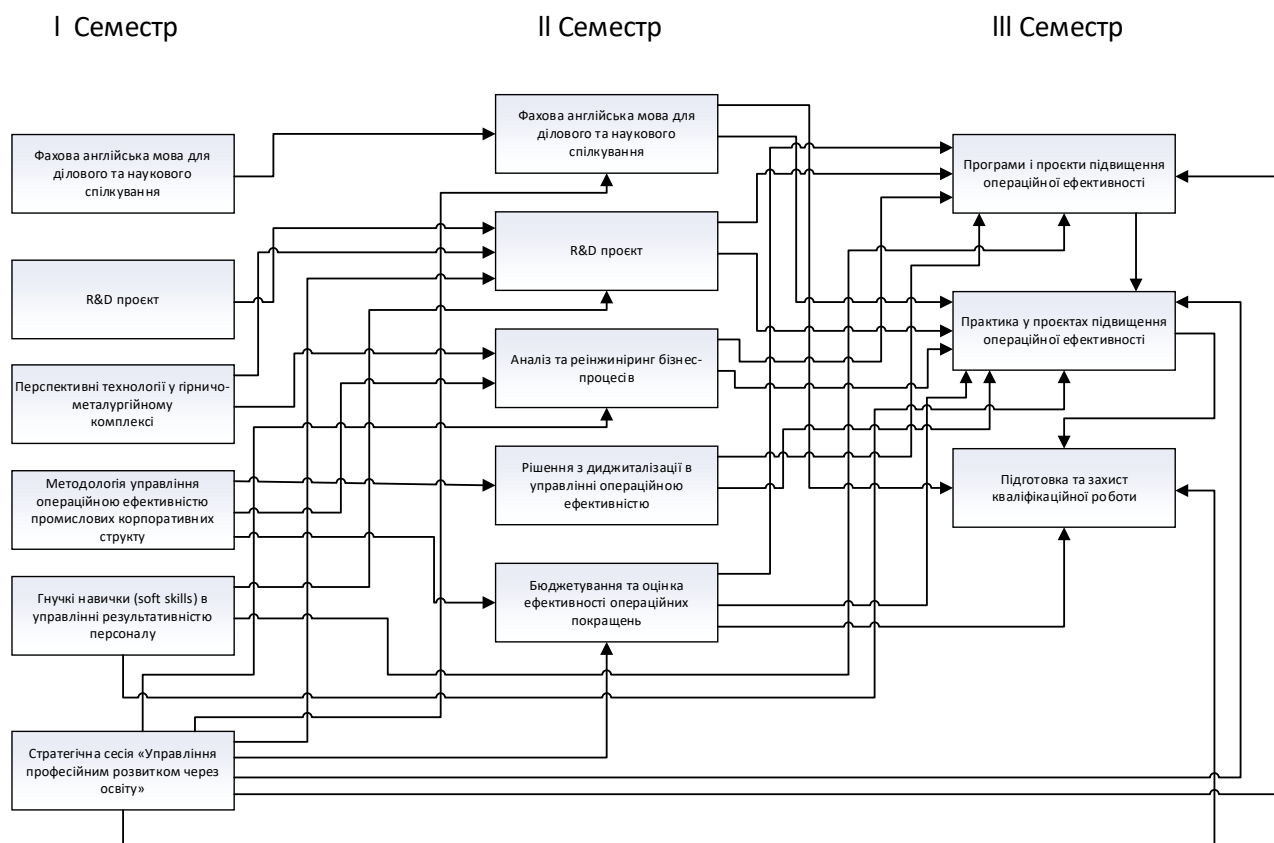 I Семестр
II Семестр
III Семестр
Фахова англійська мова для
ділового та наукового
спілкування
R&D проєкт
Перспективні технології у гірничо-
металургійному
комплексі
Методологія управління
операційною ефективністю
промислових корпоративних
структу
Гнучкі навички (soft skills) в
управлінні результативністю
персоналу
Стратегічна сесія «Управління
професійним розвитком через
освіту»
Фахова англійська мова для
ділового та наукового
спілкування
R&D проєкт
Аналіз та реінжиніринг бізнес-
процесів
Рішення з диджиталізації в
управлінні операційною
ефективністю
Бюджетування та оцінка
ефективності операційних
покращень
Програми і проєкти підвищення
операційної ефективності
Практика у проєктах підвищення
операційної ефективності
Підготовка та захист
кваліфікаційної роботи